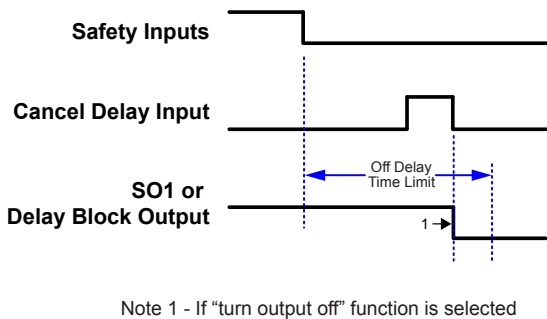 Safety Inputs
Cancel Delay Input
Off Delay
Time Limit
SO1 or
Delay Block Output
1
Note 1 - If “turn output off” function is selected